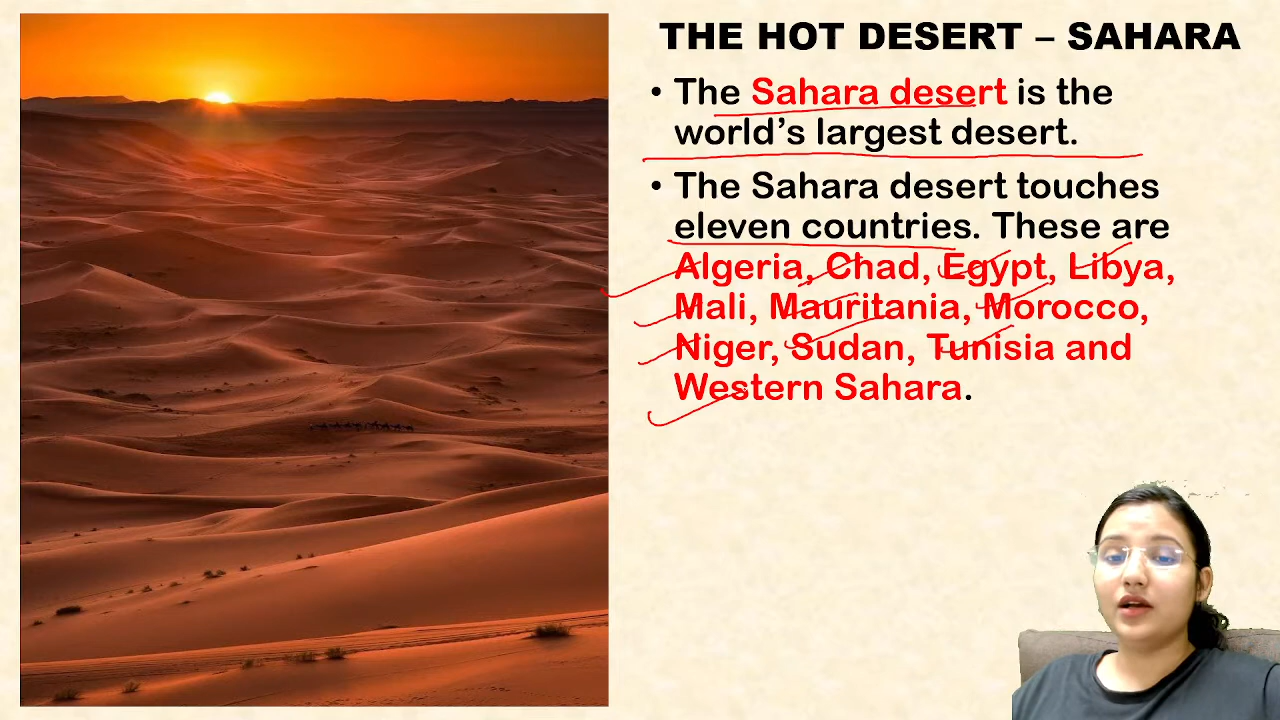 THE HOT DESERT – SAHARA
• The Sahara desert is the
world’s largest desert.
• The Sahara desert touches
eleven countries. These are
Algeria, Chad, Egypt, Libya,
Mali, Mauritania, Morocco,
Niger, Sudan, Tunisia and
Western Sahara.